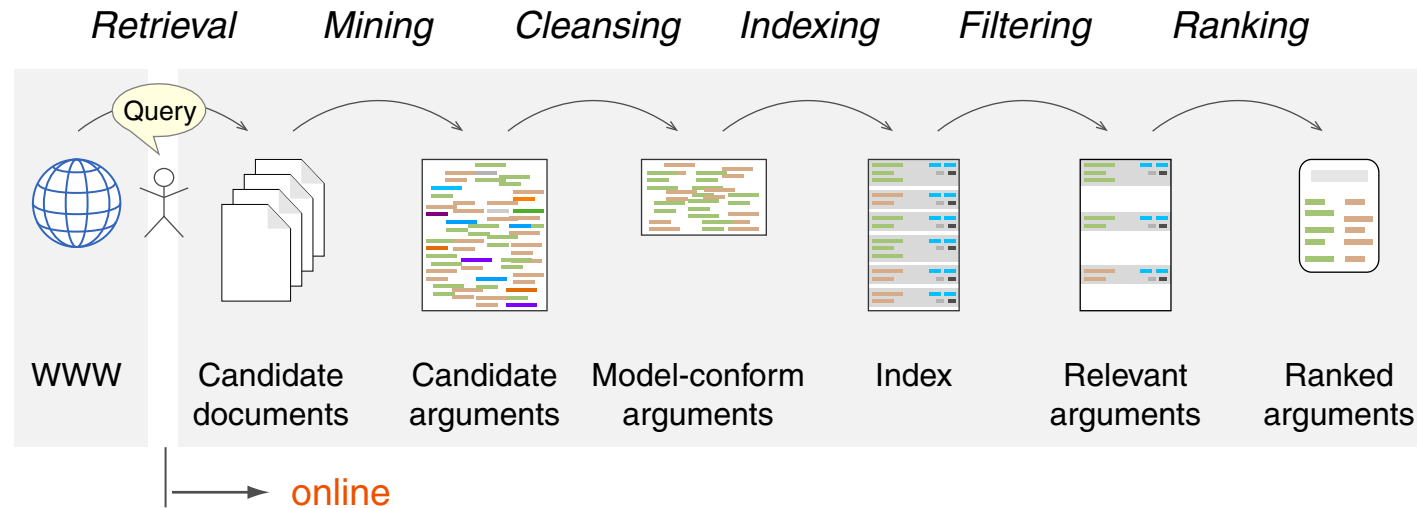 Retrieval Mining Cleansing Indexing Filtering Ranking
Query
WWW Candidate Candidate Model-conform Index Relevant Ranked
documents arguments arguments arguments arguments
online